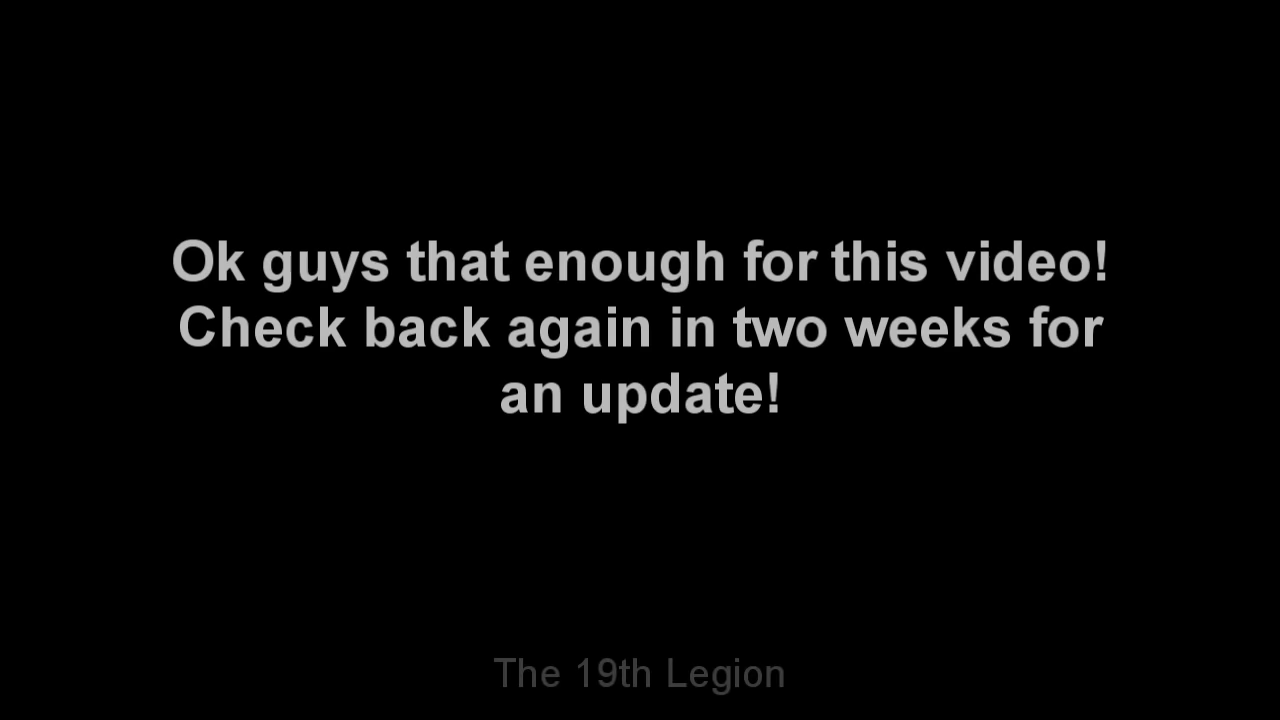 Ok guys that enough for this video!
Check back again in two weeks for
an update!
The 19th Legion